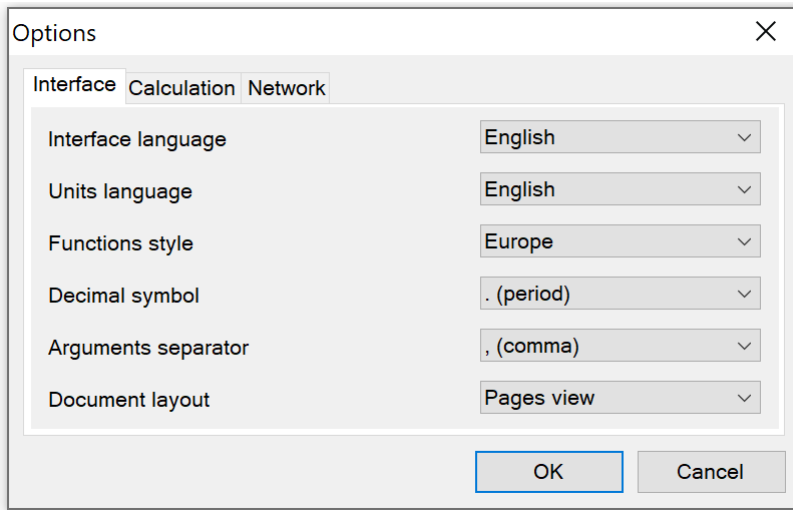 Options
Interface Calculation Network
Interface language English
Units language English
Functions style Europe
Decimal symbol . (period)
Arguments separator , (comma)
Document layout Pages view
OK Cancel